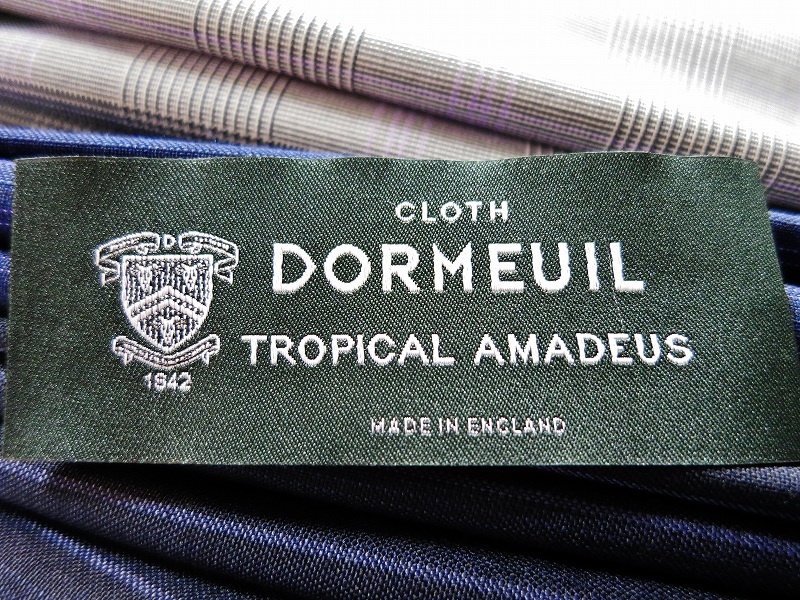 CLOTH
DORMEUIL
TROPICAL AMADEUS
MADE IN ENGLAND
D
1842